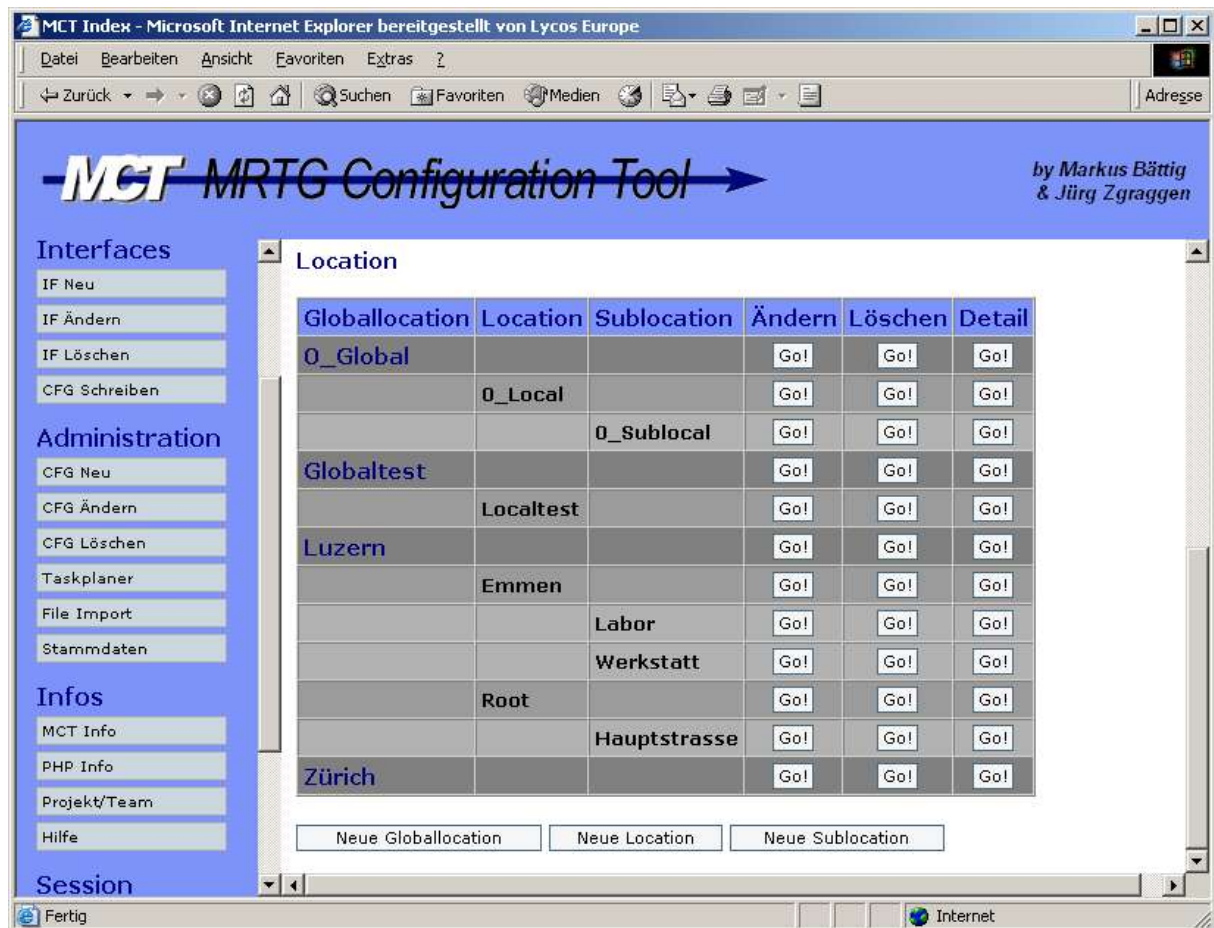 MCT Index - Microsoft Internet Explorer bereitgestellt von Lycos Europe
Datei Bearbeiten Ansicht Favoriten Extras ?
Zurück Suchen Favoriten Medien Adresse
MCT MRTG Configuration Tool
by Markus Bättig
& Jürg Zgraggen
Interfaces
IF Neu
IF Ändern
IF Löschen
CFG Schreiben
Administration
CFG Neu
CFG Ändern
CFG Löschen
Taskplaner
File Import
Stammdaten
Infos
MCT Info
PHP Info
Projekt/Team
Hilfe
Session
Location
Globallocation Location Sublocation Ändern Löschen Detail
0_Global Go! Go! Go!
0_Local Go! Go! Go!
0_Sublocal Go! Go! Go!
Globaltest Go! Go! Go!
Localtest Go! Go! Go!
Luzern Go! Go! Go!
Emmen Go! Go! Go!
Labor Go! Go! Go!
Werkstatt Go! Go! Go!
Root Go! Go! Go!
Hauptstrasse Go! Go! Go!
Zürich Go! Go! Go!
Neue Globallocation Neue Location Neue Sublocation
Fertig Internet